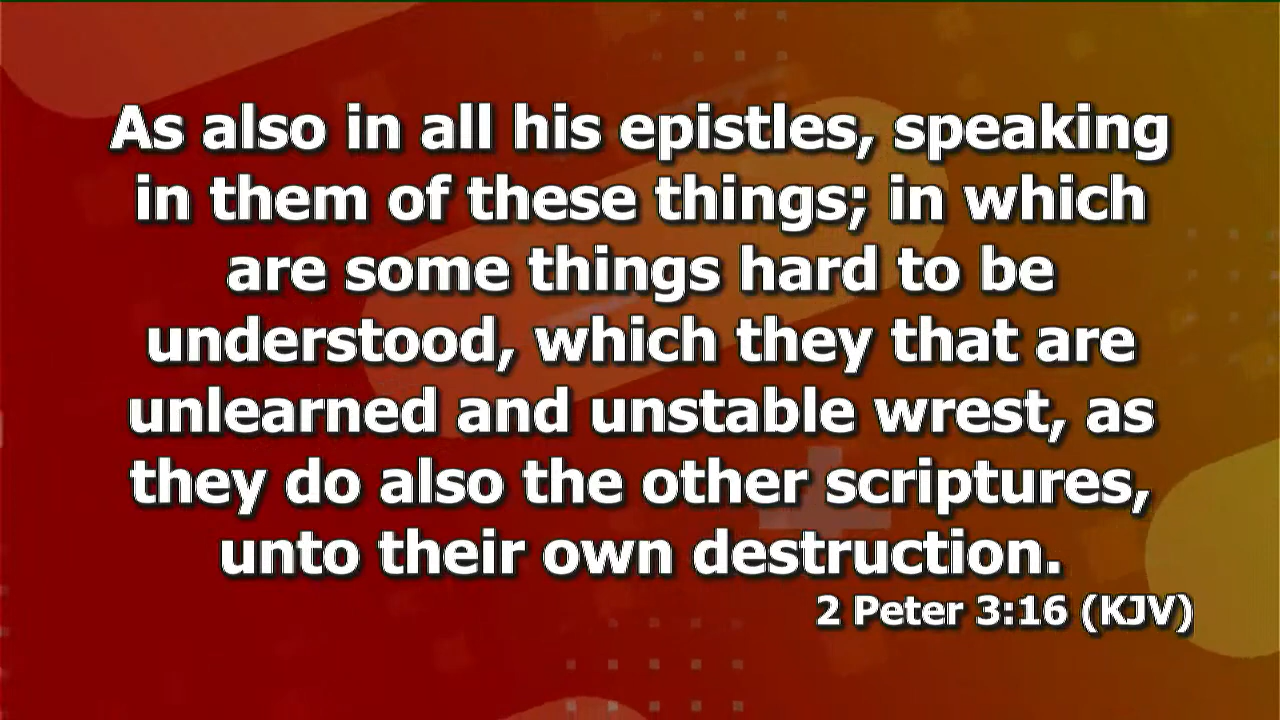 As also in all his epistles, speaking
in them of these things; in which
are some things hard to be
understood, which they that are
unlearned and unstable wrest, as
they do also the other scriptures,
unto their own destruction.
2 Peter 3:16 (KJV)